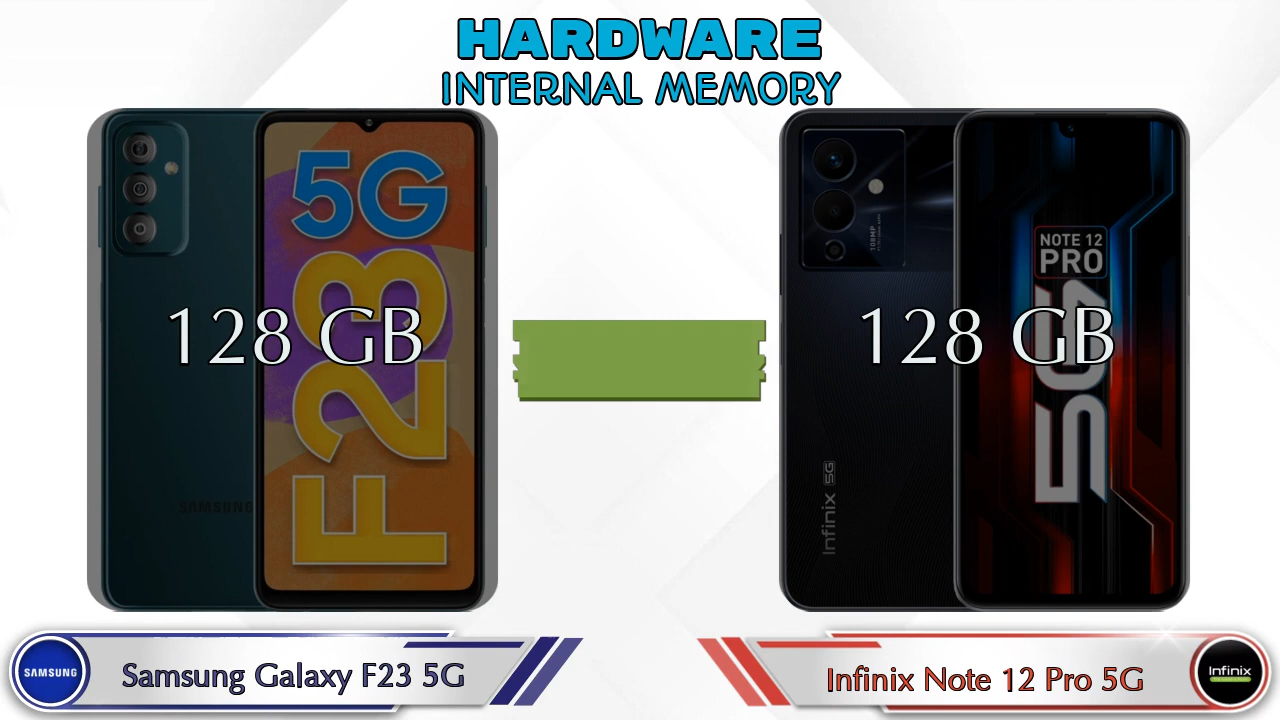 HARDWARE
INTERNAL MEMORY
5G
F23
128 GB
SAMSUNG
108MP
NOTE 12
PRO
5G
128 GB
Infinix 5G
SAMSUNG
Samsung Galaxy F23 5G
Infinix Note 12 Pro 5G
Infinix